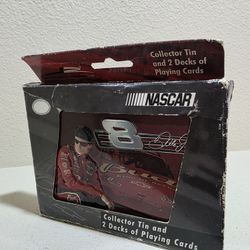 Collector Tin
and 2 Decks of
Playing Cards
NASCAR
8
Collector Tin and
2 Decks of Playing Cards